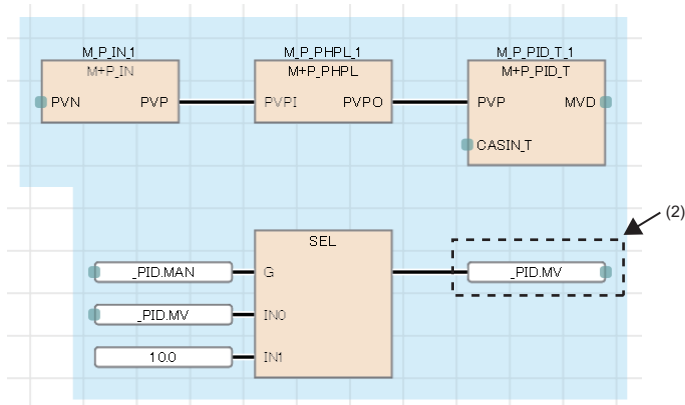 M_P_IN_1 M_P_PHPL_1 M_P_PID_T_1
M+P_IN M+P_PHPL M+P_PID_T
PVN PVP PVPI PVPO PVP MVD
CASIN_T
(2)
SEL
_PID.MAN G _PID.MV
_PID.MV IN0
10.0 IN1